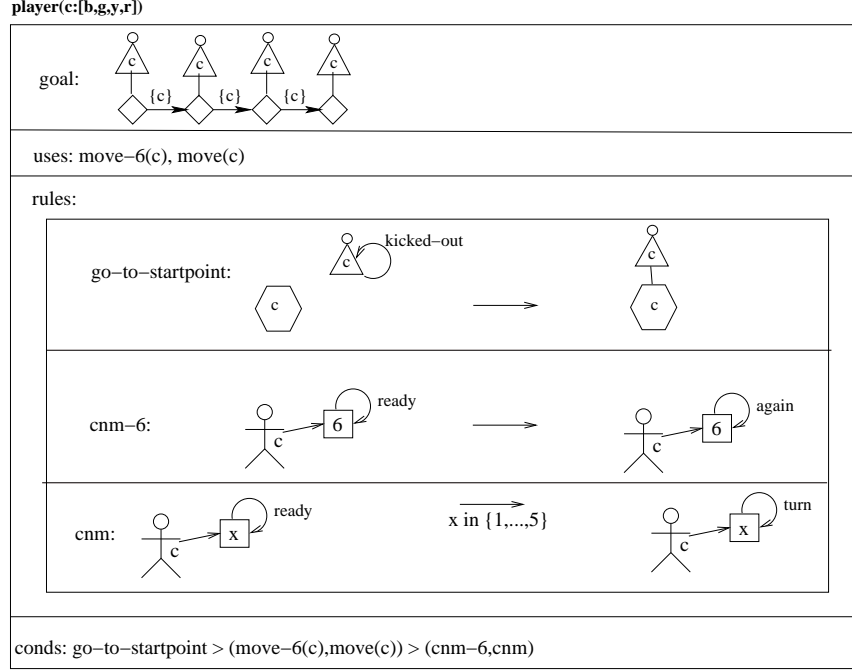 player(c:[b,g,y,r])
c c c c
goal:
{c} {c} {c}
uses: move−6(c), move(c)
rules:
kicked−out
c c
go−to−startpoint:
c c
ready again
cnm−6: c 6 c 6
ready turn
x in {1,...,5}
cnm: c x c x
conds: go−to−startpoint > (move−6(c),move(c)) > (cnm−6,cnm)